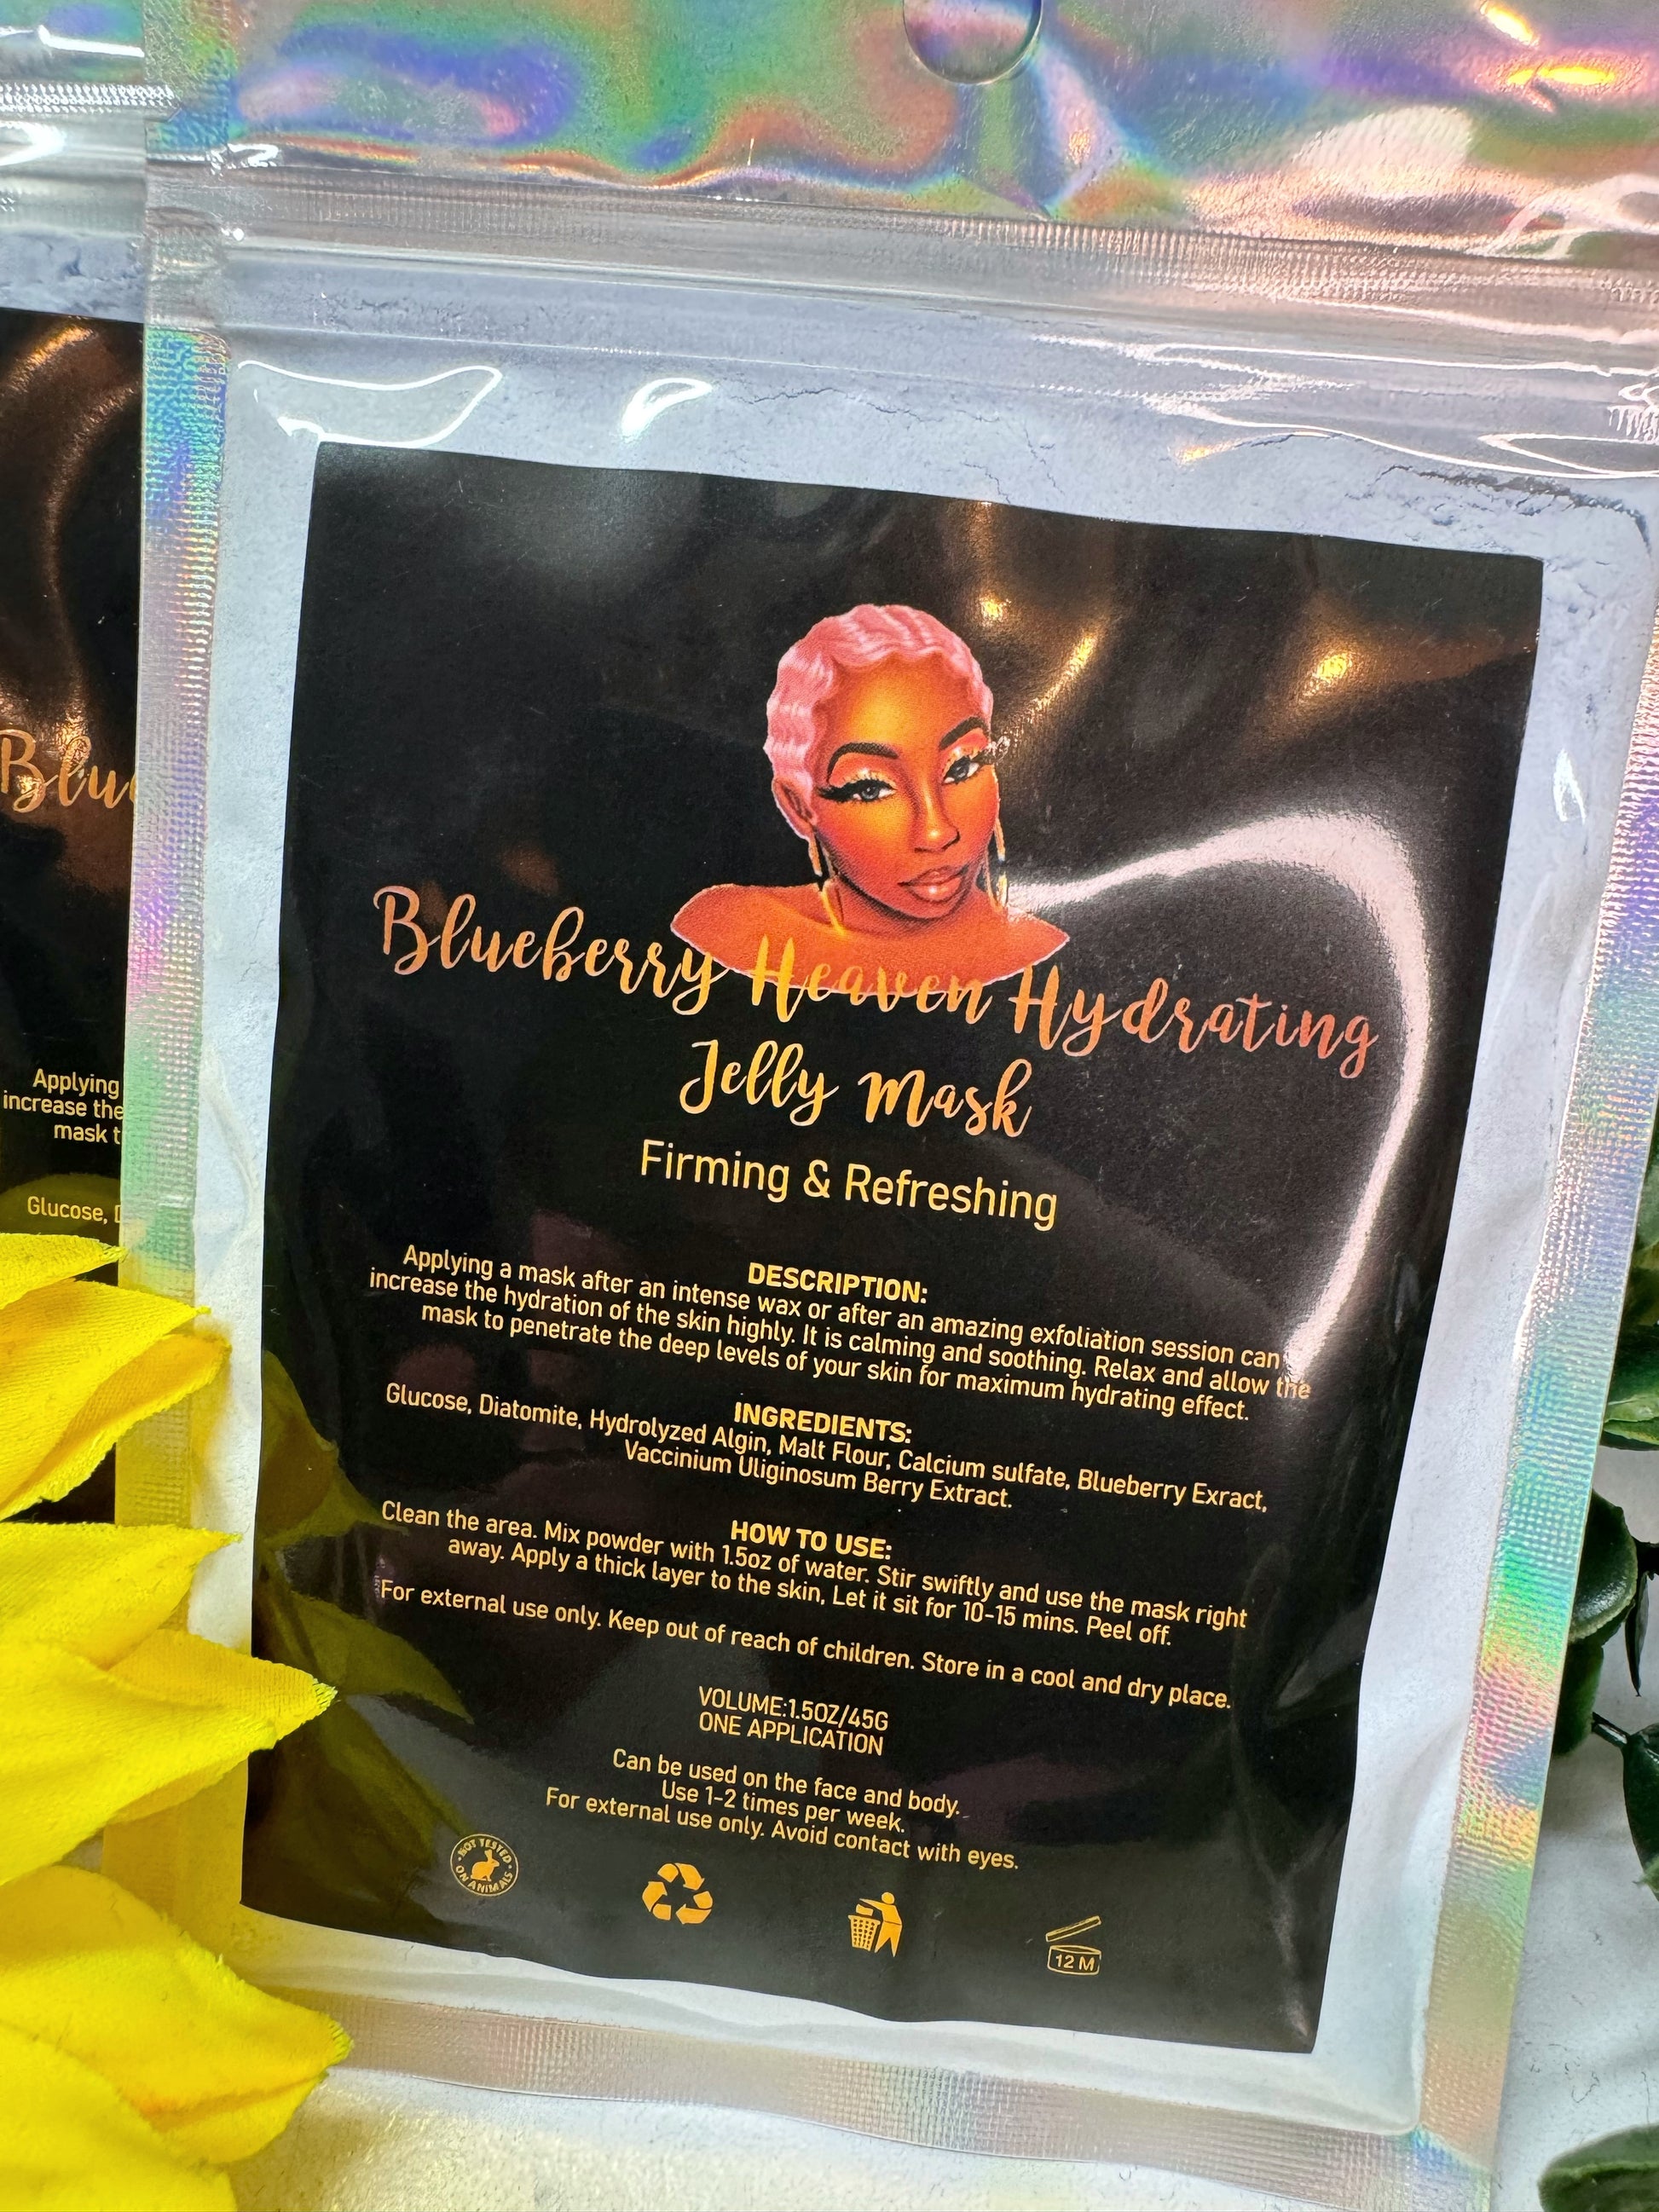 Blueberry Heaven Hydrating
Jelly Mask
Firming & Refreshing
DESCRIPTION:
Applying a mask after an intense wax or after an amazing exfoliation session can
increase the hydration of the skin highly. It is calming and soothing. Relax and allow the
mask to penetrate the deep levels of your skin for maximum hydrating effect.
INGREDIENTS:
Glucose, Diatomite, Hydrolyzed Algin, Malt Flour, Calcium sulfate, Blueberry Exract,
Vaccinium Uliginosum Berry Extract.
HOW TO USE:
Clean the area. Mix powder with 1.5oz of water. Stir swiftly and use the mask right
away. Apply a thick layer to the skin, Let it sit for 10-15 mins. Peel off.
For external use only. Keep out of reach of children. Store in a cool and dry place.
VOLUME:1.5OZ/45G
ONE APPLICATION
Can be used on the face and body.
Use 1-2 times per week.
For external use only. Avoid contact with eyes.
NOT TESTED
ON ANIMALS
12 M
Applying
increase the
mask t
Glucose,